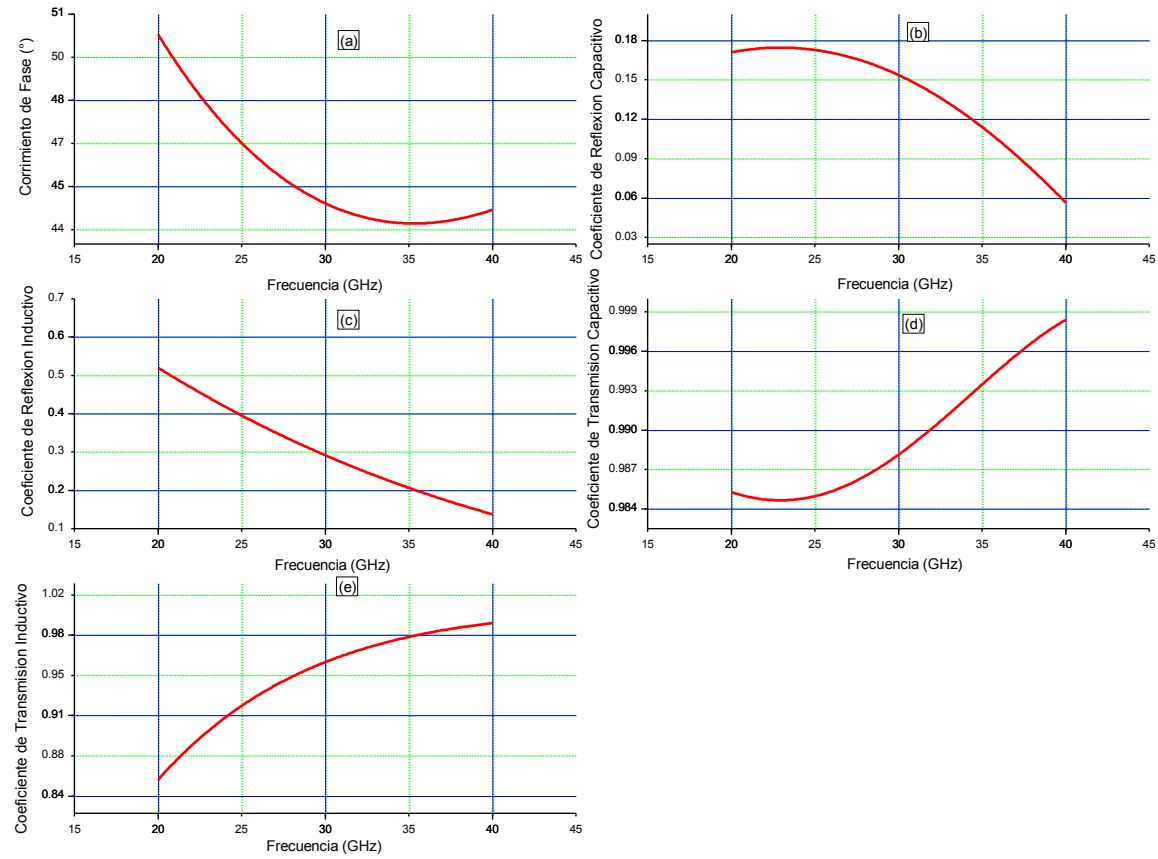 Corrimiento de Fase (°)
51
50
48
47
45
44
(a)
15 20 25 30 35 40 45
Frecuencia (GHz)
Coeficiente de Reflexion Capacitivo
0.18
0.15
0.12
0.09
0.06
0.03
(b)
15 20 25 30 35 40 45
Frecuencia (GHz)
Coeficiente de Reflexion Inductivo
0.7
0.6
0.5
0.4
0.3
0.2
0.1
(c)
15 20 25 30 35 40 45
Frecuencia (GHz)
Coeficiente de Transmision Capacitivo
0.999
0.996
0.993
0.990
0.987
0.984
(d)
15 20 25 30 35 40 45
Frecuencia (GHz)
Coeficiente de Transmision Inductivo
1.02
0.98
0.95
0.91
0.88
0.84
(e)
15 20 25 30 35 40 45
Frecuencia (GHz)